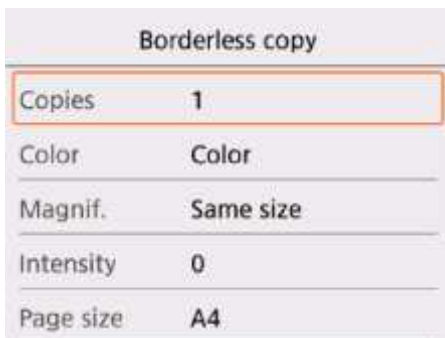 Borderless copy
Copies 1
Color Color
Magnif. Same size
Intensity 0
Page size A4